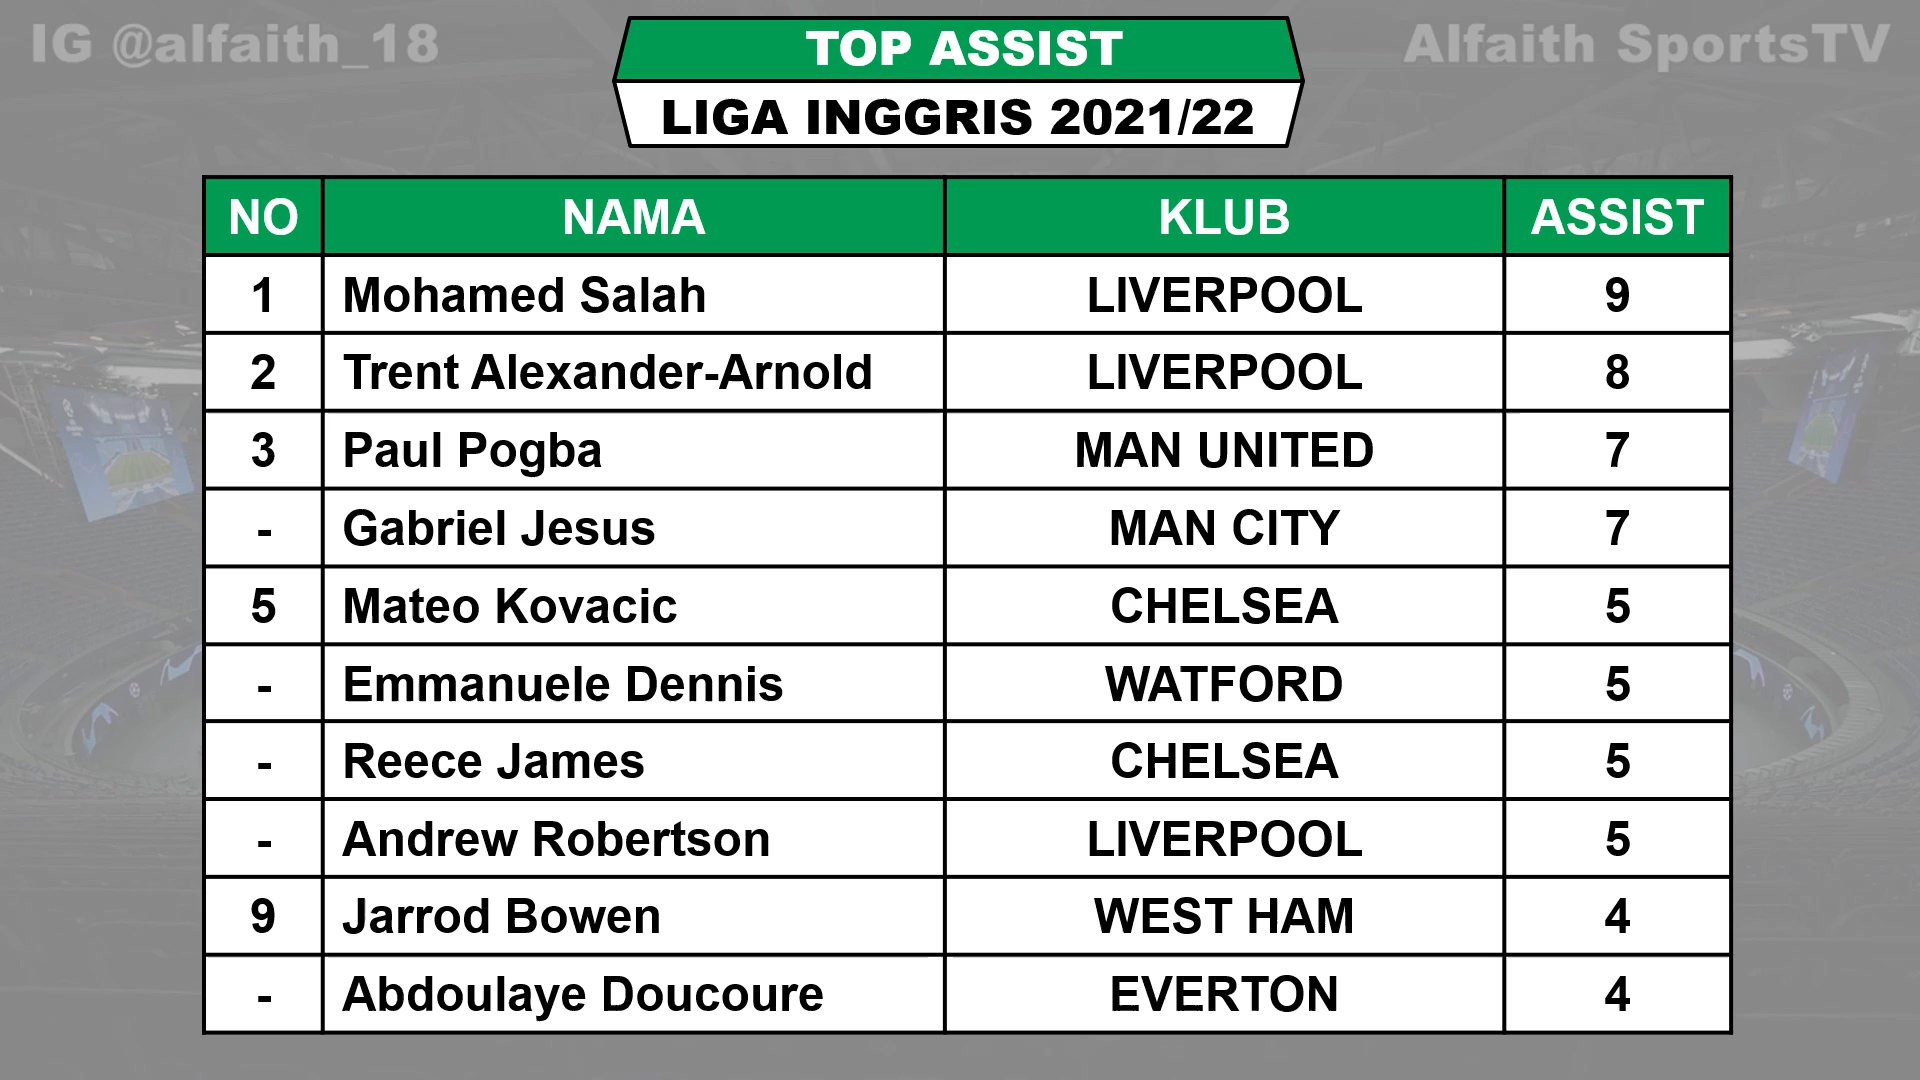 IG @alfaith_18
TOP ASSIST
Alfaith SportsTV
LIGA INGGRIS 2021/22
NO NAMA KLUB ASSIST
1 Mohamed Salah LIVERPOOL 9
2 Trent Alexander-Arnold LIVERPOOL 8
3 Paul Pogba MAN UNITED 7
- Gabriel Jesus MAN CITY 7
5 Mateo Kovacic CHELSEA 5
- Emmanuele Dennis WATFORD 5
- Reece James CHELSEA 5
- Andrew Robertson LIVERPOOL 5
9 Jarrod Bowen WEST HAM 4
- Abdoulaye Doucoure EVERTON 4